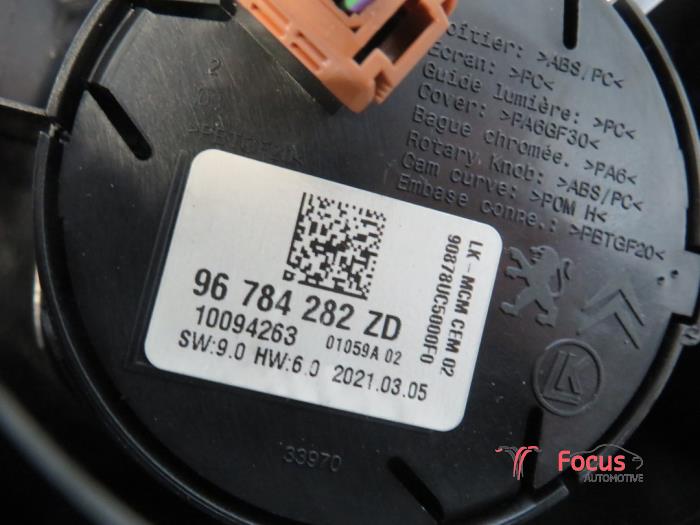 Boîtier: >ABS/PC<
Ecran: >PC<
Guide lumière: >PC<
Cover: >PA6GF30<
Bague chromée. >PA6<
Rotary Knob: >ABS/PC<
Cam curve: >POM H<
Embase conne.: >PBTGF20<
96 784 282 ZD
10094263 01059A 02
SW:9.0 HW:6.0 2021.03.05
LK - MCM CEM 02
90878UC5000F0
LK
33970
Focus
AUTOMOTIVE